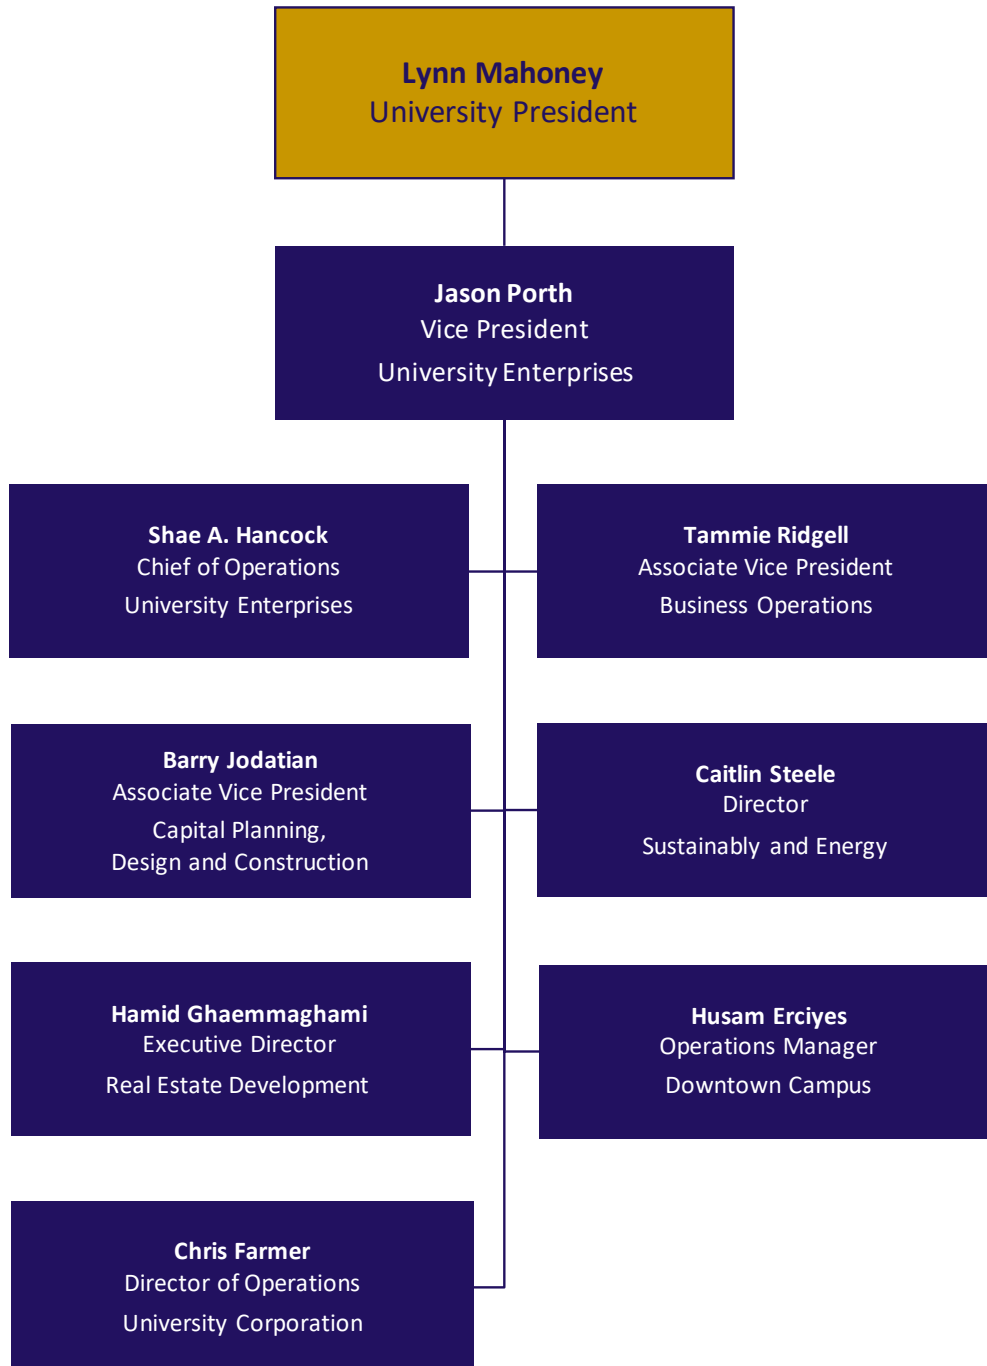 Lynn Mahoney
University President
Jason Porth
Vice President
University Enterprises
Shae A. Hancock
Chief of Operations
University Enterprises
Tammie Ridgell
Associate Vice President
Business Operations
Barry Jodatian
Associate Vice President
Capital Planning,
Design and Construction
Caitlin Steele
Director
Sustainably and Energy
Hamid Ghaemmaghami
Executive Director
Real Estate Development
Husam Erciyes
Operations Manager
Downtown Campus
Chris Farmer
Director of Operations
University Corporation